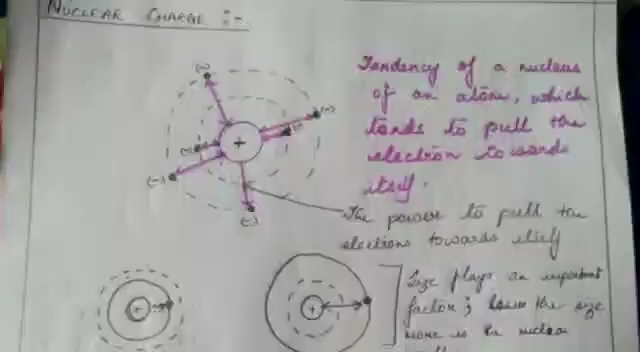 NUCLEAR CHARGE :-
Tendency of a nucleus
of an atom, which
tends to pull the
electron towards
itself.
The power to pull the
electrons towards itself
Size plays an important
factor; lesser the size
more is the nuclear
(-)
(-)
(-)
(-)
(-)
(-)
+
+
+